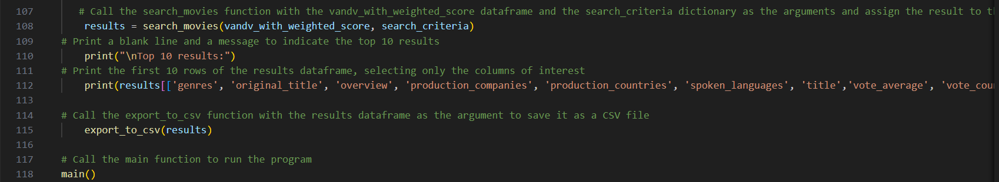 107 # Call the search_movies function with the vandv_with_weighted_score dataframe and the search_criteria dictionary as the arguments and assign the result to
108 results = search_movies(vandv_with_weighted_score, search_criteria)
109 # Print a blank line and a message to indicate the top 10 results
110 print("\nTop 10 results:")
111 # Print the first 10 rows of the results dataframe, selecting only the columns of interest
112 print(results[['genres', 'original_title', 'overview', 'production_companies', 'production_countries', 'spoken_languages', 'title','vote_average',
113
114 # Call the export_to_csv function with the results dataframe as the argument to save it as a CSV file
115 export_to_csv(results)
116
117 # Call the main function to run the program
118 main()